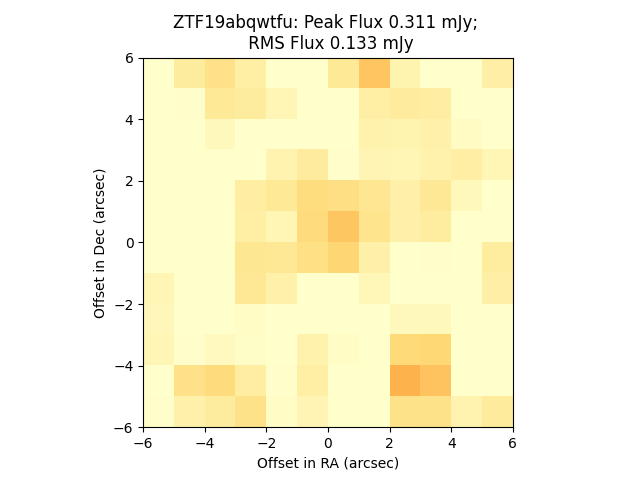 ZTF19abqwtfu: Peak Flux 0.311 mJy;
RMS Flux 0.133 mJy
6
4
2
0
−2
−4
−6
Offset in Dec (arcsec)
−6 −4 −2 0 2 4 6
Offset in RA (arcsec)